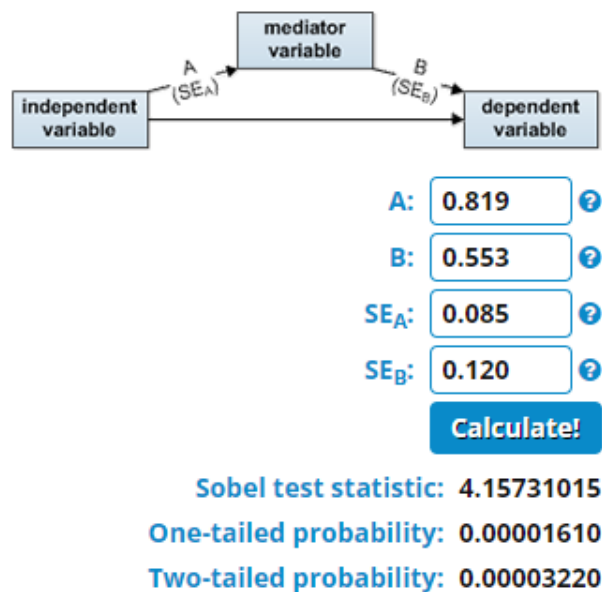 mediator
variable
A
(SEA)
B
(SEB)
independent
variable
dependent
variable
A: 0.819 ?
B: 0.553 ?
SEA: 0.085 ?
SEB: 0.120 ?
Calculate!
Sobel test statistic: 4.15731015
One-tailed probability: 0.00001610
Two-tailed probability: 0.00003220